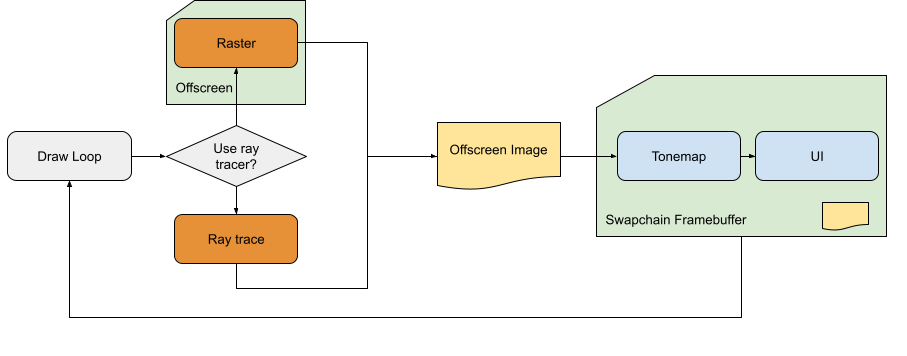 Raster
Offscreen
Draw Loop
Use ray
tracer?
Ray trace
Offscreen Image
Tonemap
UI
Swapchain Framebuffer